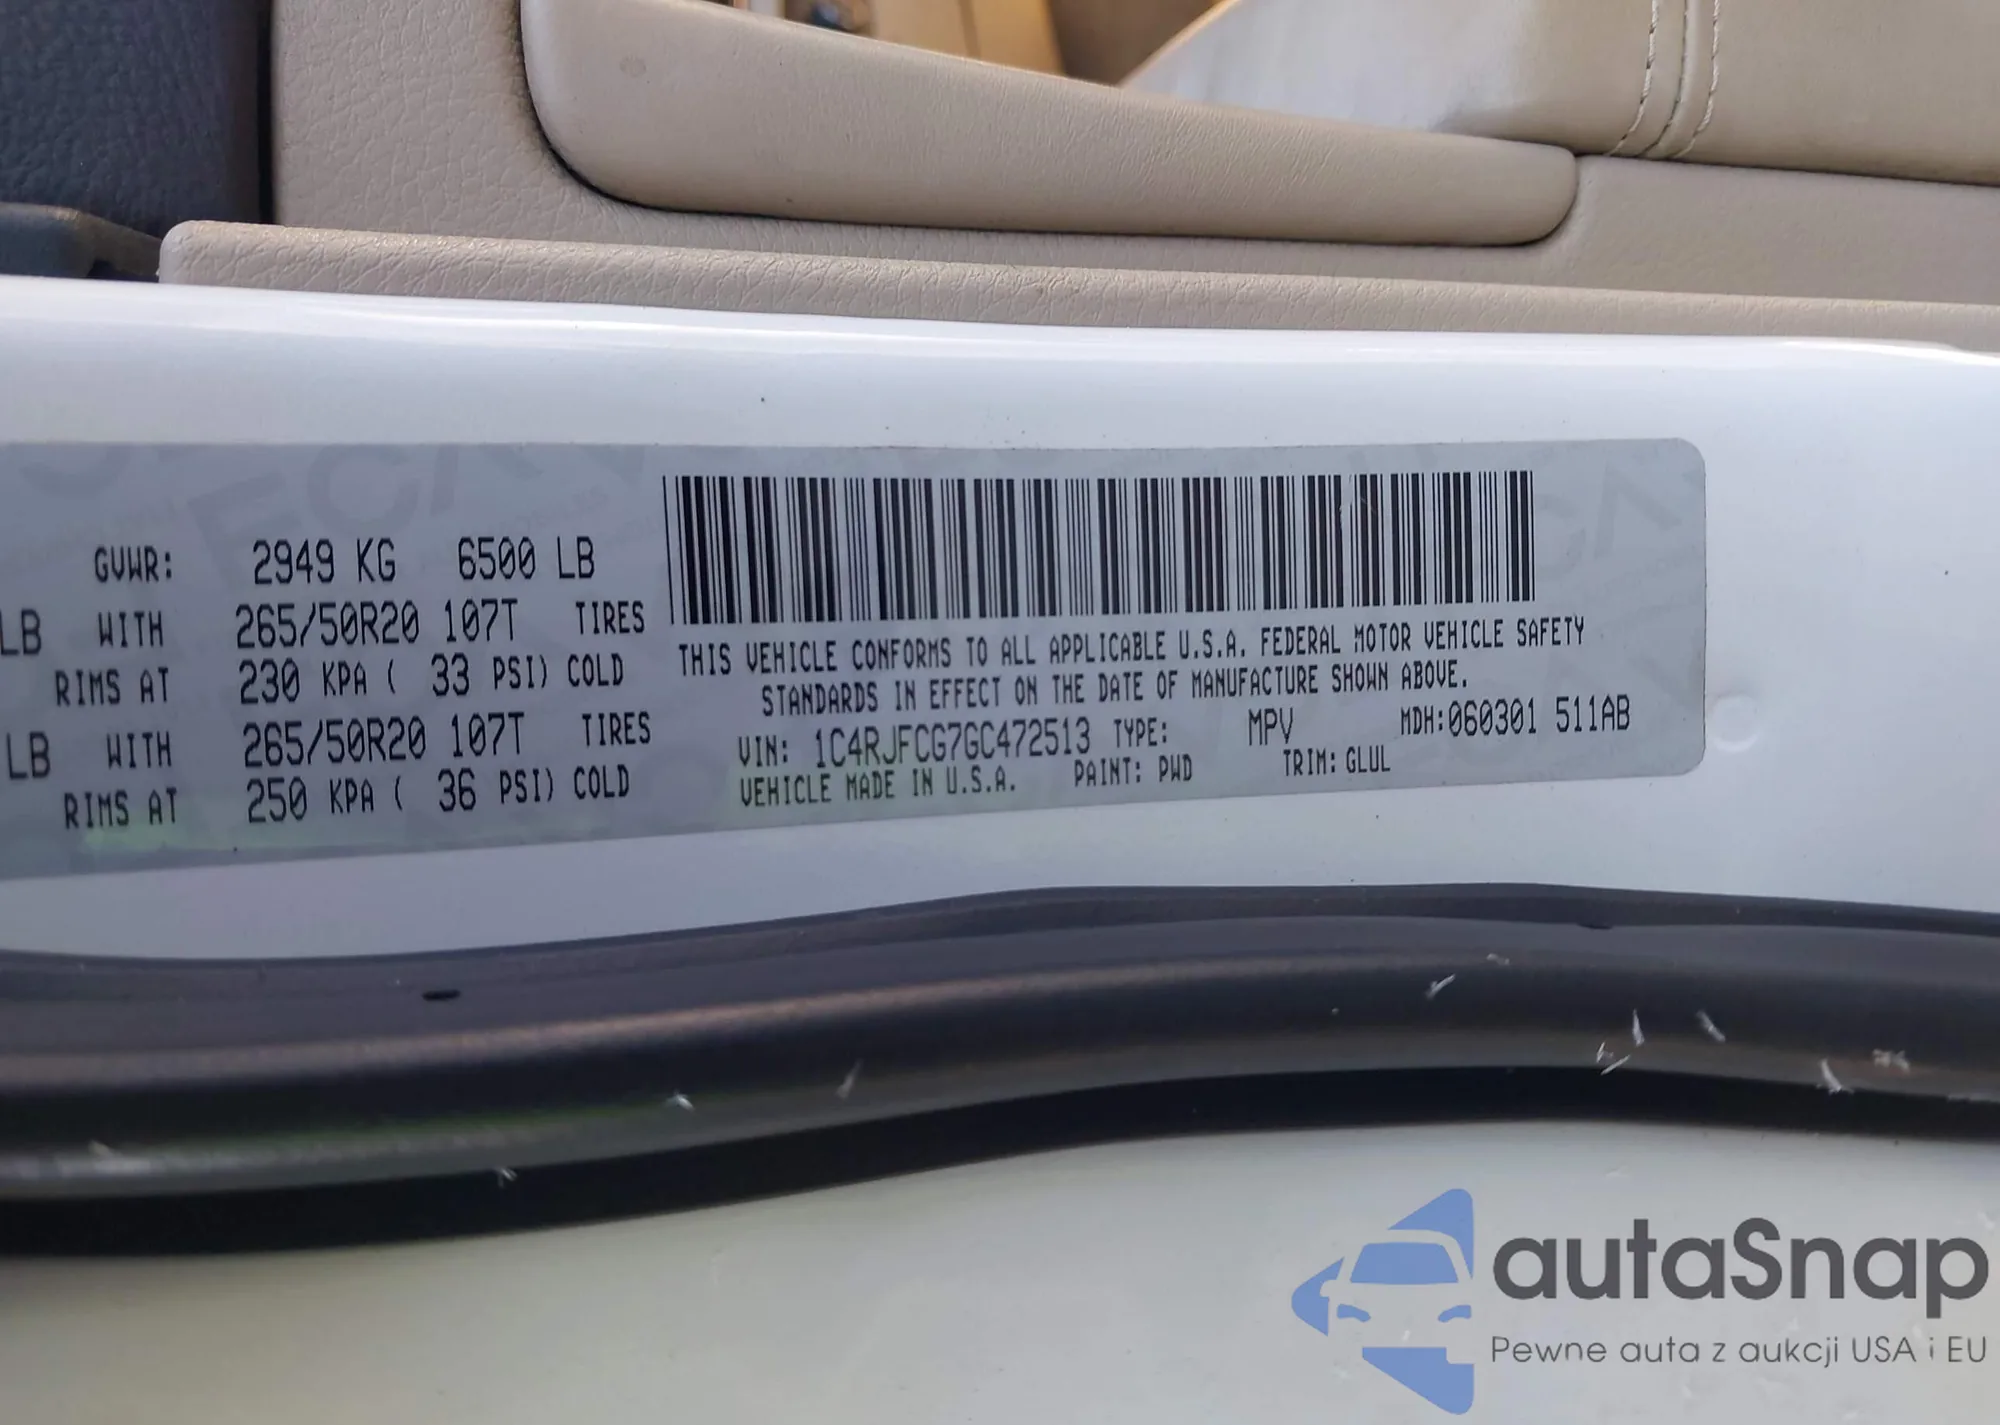 GVWR: 2949 KG 6500 LB
LB WITH 265/50R20 107T TIRES
RIMS AT 230 KPA ( 33 PSI) COLD
LB WITH 265/50R20 107T TIRES
RIMS AT 250 KPA ( 36 PSI) COLD
THIS VEHICLE CONFORMS TO ALL APPLICABLE U.S.A. FEDERAL MOTOR VEHICLE SAFETY
STANDARDS IN EFFECT ON THE DATE OF MANUFACTURE SHOWN ABOVE.
VIN: 1C4RJFCG7GC472513 TYPE: MPV MDH:060301 511AB
VEHICLE MADE IN U.S.A. PAINT: PWD TRIM: GLUL
autaSnap
Pewne auta z aukcji USA i EU